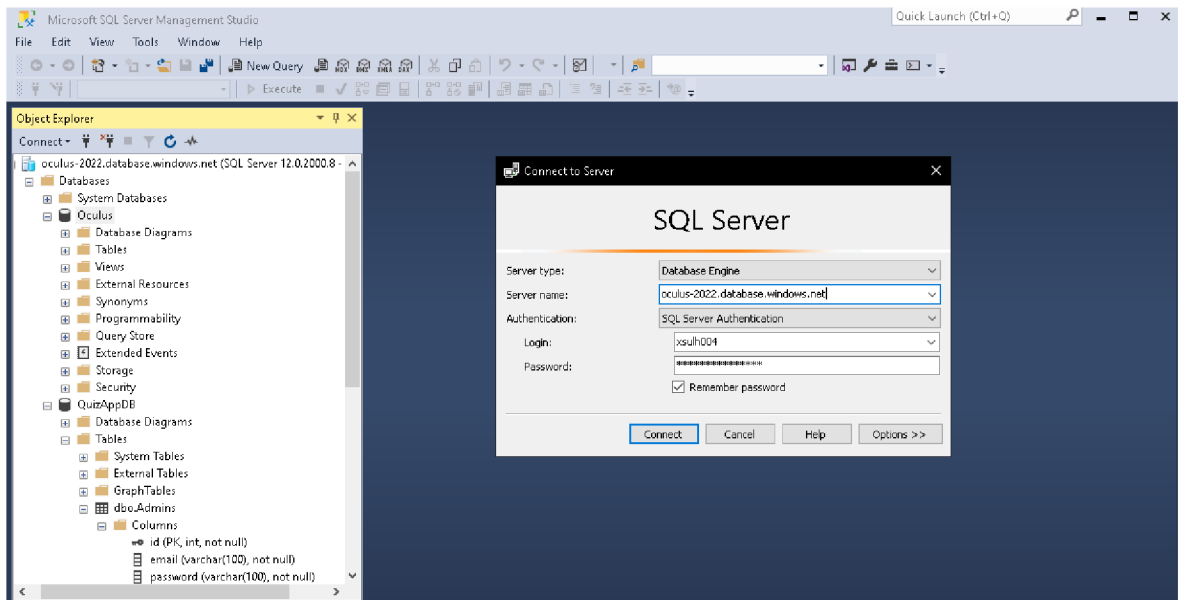 Microsoft SQL Server Management Studio
Quick Launch (Ctrl+Q)
File Edit View Tools Window Help
New Query MDX DMX XMLA DAX
Execute
Object Explorer
Connect
oculus-2022.database.windows.net (SQL Server 12.0.2000.8 -
Databases
System Databases
Oculus
Database Diagrams
Tables
Views
External Resources
Synonyms
Programmability
Query Store
Extended Events
Storage
Security
QuizAppDB
Database Diagrams
Tables
System Tables
External Tables
GraphTables
dbo.Admins
Columns
id (PK, int, not null)
email (varchar(100), not null)
password (varchar(100), not null)
Connect to Server
SQL Server
Server type: Database Engine
Server name: oculus-2022.database.windows.net
Authentication: SQL Server Authentication
Login: xsulh004
Password: ****************
Remember password
Connect Cancel Help Options >>